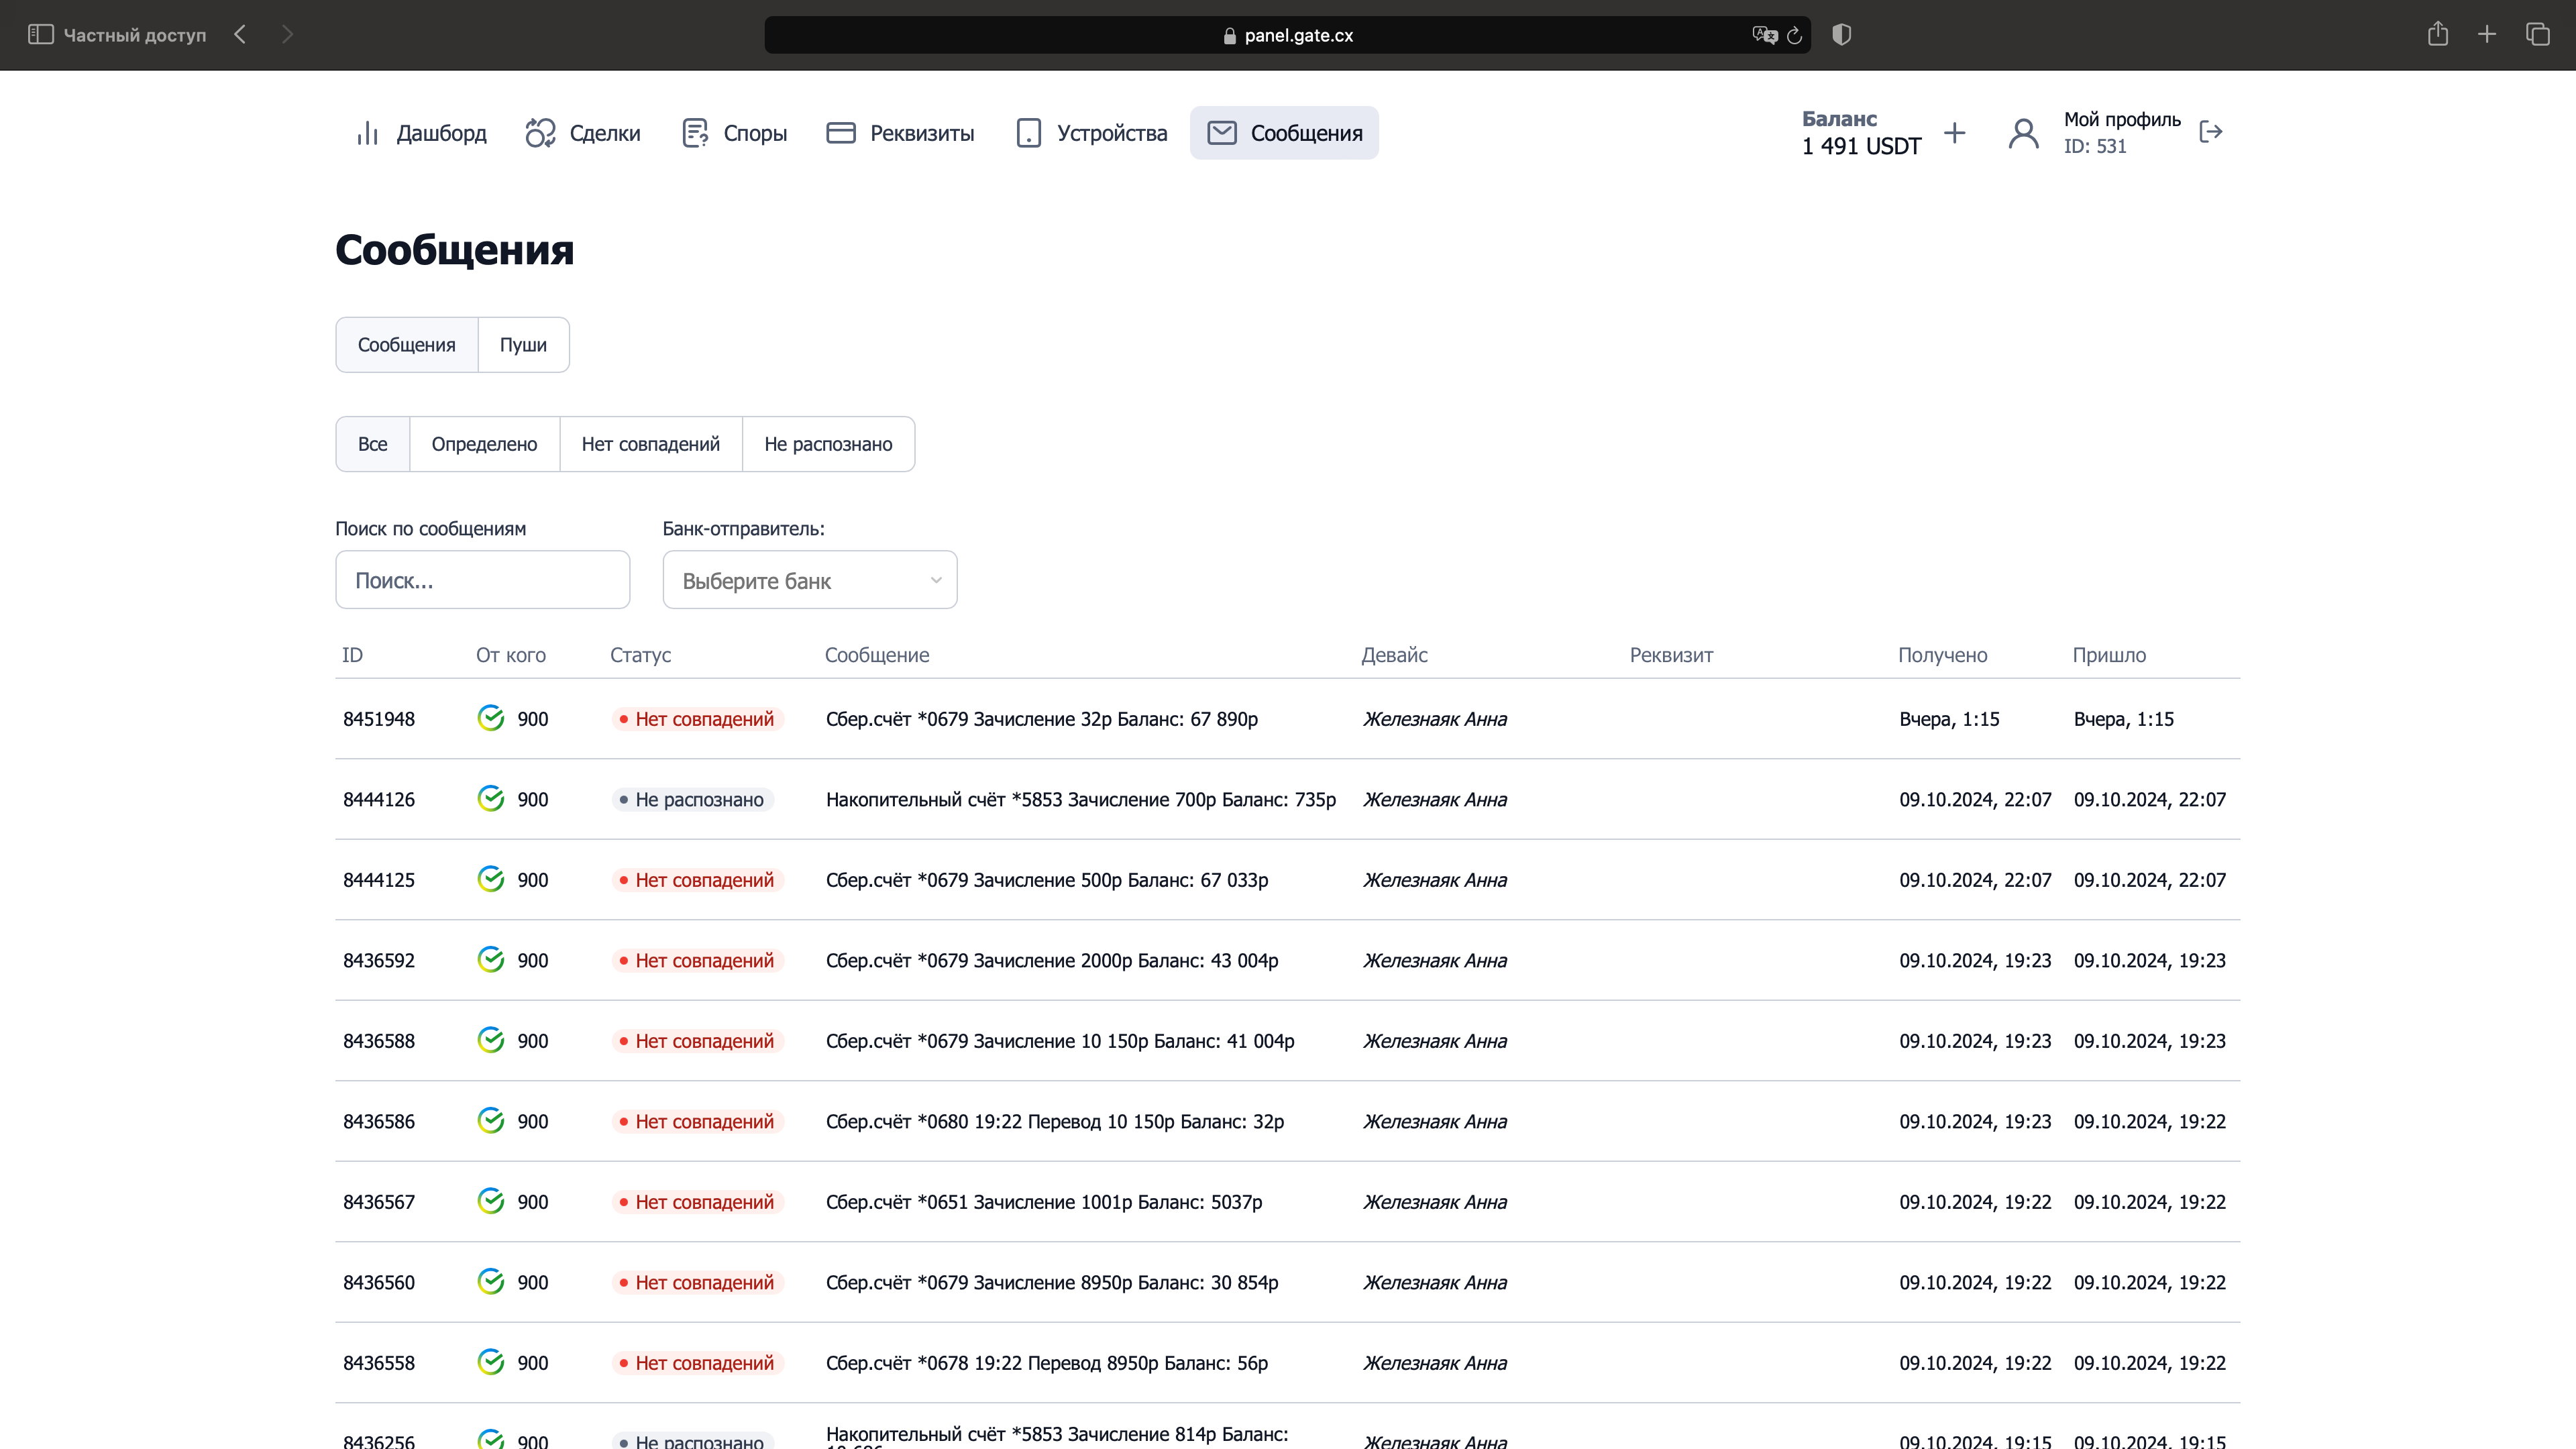 Частный доступ
panel.gate.cx
Дашборд
Сделки
Споры
Реквизиты
Устройства
Сообщения
Баланс
1 491 USDT
Мой профиль
ID: 531
Сообщения
Сообщения Пуши
Все Определено Нет совпадений Не распознано
Поиск по сообщениям Банк-отправитель:
Поиск... Выберите банк
ID От кого Статус Сообщение Девайс Реквизит Получено Пришло
8451948 900 Нет совпадений Сбер.счёт *0679 Зачисление 32р Баланс: 67 890р Железнаяк Анна Вчера, 1:15 Вчера, 1:15
8444126 900 Не распознано Накопительный счёт *5853 Зачисление 700р Баланс: 735р Железнаяк Анна 09.10.2024, 22:07 09.10.2024, 22:07
8444125 900 Нет совпадений Сбер.счёт *0679 Зачисление 500р Баланс: 67 033р Железнаяк Анна 09.10.2024, 22:07 09.10.2024, 22:07
8436592 900 Нет совпадений Сбер.счёт *0679 Зачисление 2000р Баланс: 43 004р Железнаяк Анна 09.10.2024, 19:23 09.10.2024, 19:23
8436588 900 Нет совпадений Сбер.счёт *0679 Зачисление 10 150р Баланс: 41 004р Железнаяк Анна 09.10.2024, 19:23 09.10.2024, 19:23
8436586 900 Нет совпадений Сбер.счёт *0680 19:22 Перевод 10 150р Баланс: 32р Железнаяк Анна 09.10.2024, 19:23 09.10.2024, 19:22
8436567 900 Нет совпадений Сбер.счёт *0651 Зачисление 1001р Баланс: 5037р Железнаяк Анна 09.10.2024, 19:22 09.10.2024, 19:22
8436560 900 Нет совпадений Сбер.счёт *0679 Зачисление 8950р Баланс: 30 854р Железнаяк Анна 09.10.2024, 19:22 09.10.2024, 19:22
8436558 900 Нет совпадений Сбер.счёт *0678 19:22 Перевод 8950р Баланс: 56р Железнаяк Анна 09.10.2024, 19:22 09.10.2024, 19:22
8436256 900 Не распознано Накопительный счёт *5853 Зачисление 814р Баланс: Железнаяк Анна 09.10.2024, 19:15 09.10.2024, 19:15